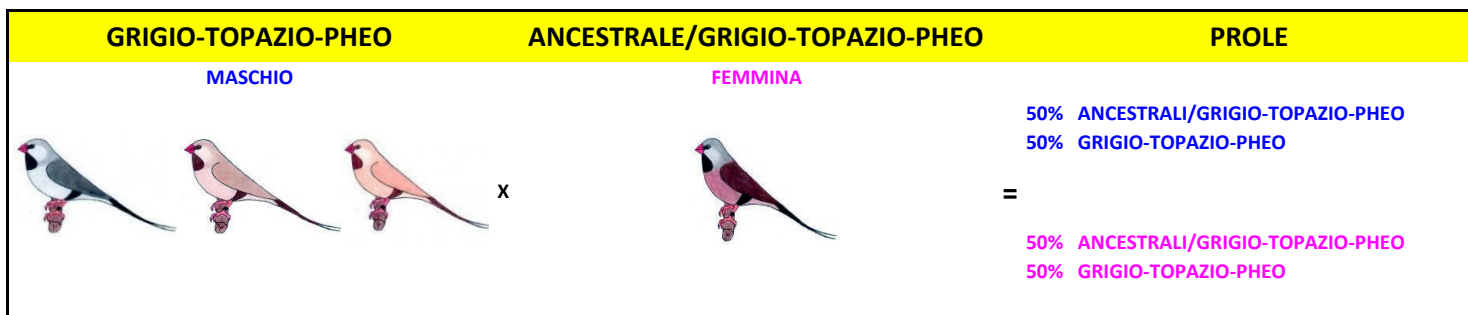 GRIGIO-TOPAZIO-PHEO ANCESTRALE/GRIGIO-TOPAZIO-PHEO PROLE
MASCHIO FEMMINA
50% ANCESTRALI/GRIGIO-TOPAZIO-PHEO
50% GRIGIO-TOPAZIO-PHEO
X =
50% ANCESTRALI/GRIGIO-TOPAZIO-PHEO
50% GRIGIO-TOPAZIO-PHEO